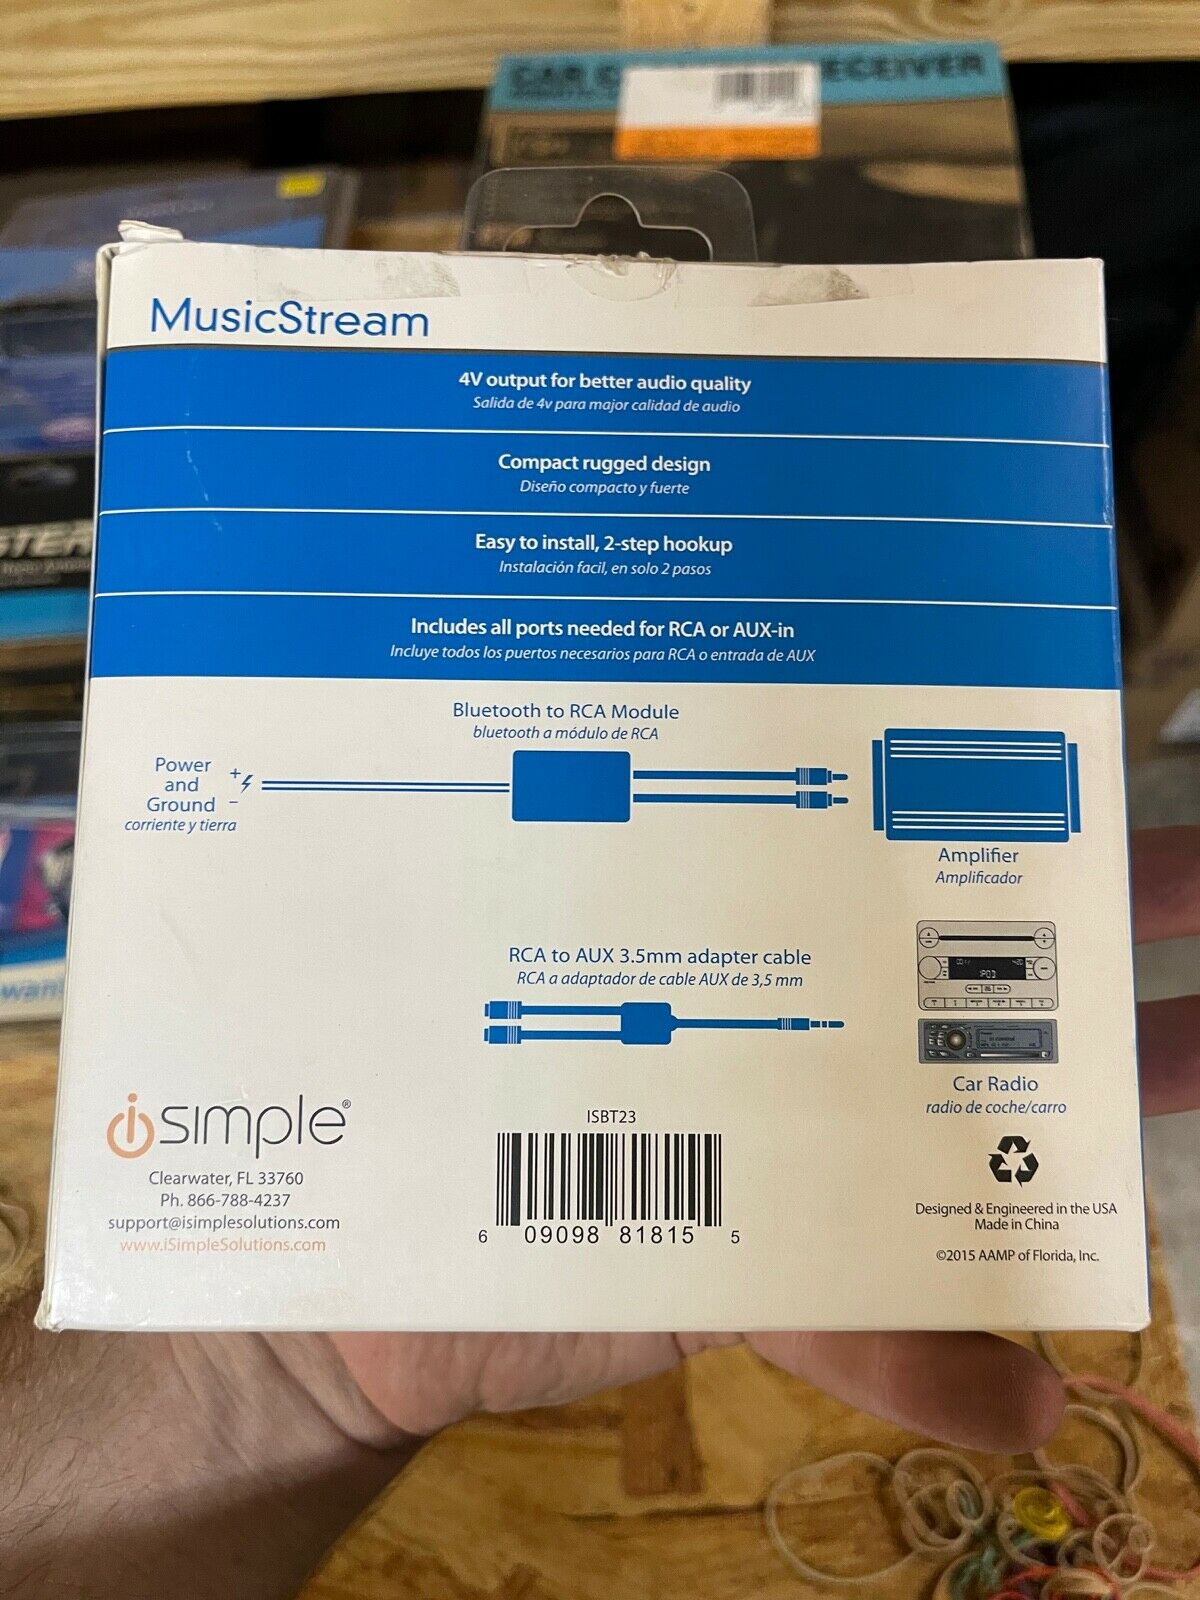 CAR C
ECEIVER
MusicStream
4V output for better audio quality
Salida de 4v para major calidad de audio
Compact rugged design
Diseño compacto y fuerte
Easy to install, 2-step hookup
Instalación facil, en solo 2 pasos
Includes all ports needed for RCA or AUX-in
Incluye todos los puertos necesarios para RCA o entrada de AUX
Bluetooth to RCA Module
bluetooth a módulo de RCA
Power
and
Ground
+
−
corriente y tierra
Amplifier
Amplificador
RCA to AUX 3.5mm adapter cable
RCA a adaptador de cable AUX de 3,5 mm
iPOD
Car Radio
radio de coche/carro
isimple®
Clearwater, FL 33760
Ph. 866-788-4237
support@isimplesolutions.com
www.iSimpleSolutions.com
ISBT23
6 09098 81815 5
Designed & Engineered in the USA
Made in China
©2015 AAMP of Florida, Inc.